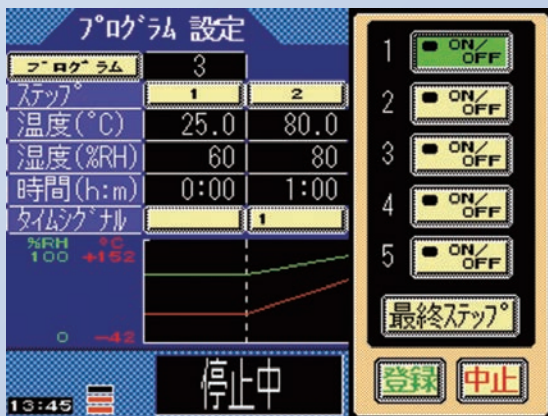 プログラム 設定
プログラム 3
ステップ 1 2
温度(°C) 25.0 80.0
湿度(%RH) 60 80
時間(h:m) 0:00 1:00
タイムシグナル 1
%RH °C
100 +152
0 -42
13:45 停止中
1 ON/OFF
2 ON/OFF
3 ON/OFF
4 ON/OFF
5 ON/OFF
最終ステップ
登録 中止